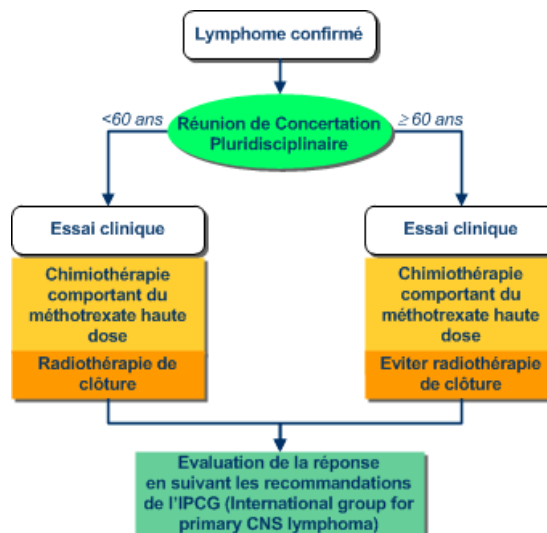 Lymphome confirmé
<60 ans
Réunion de Concertation
Pluridisciplinaire
≥ 60 ans
Essai clinique
Chimiothérapie
comportant du
méthotrexate haute
dose
Radiothérapie de
clôture
Essai clinique
Chimiothérapie
comportant du
méthotrexate haute
dose
Eviter radiothérapie
de clôture
Evaluation de la réponse
en suivant les recommandations
de l'IPCG (International group for
primary CNS lymphoma)